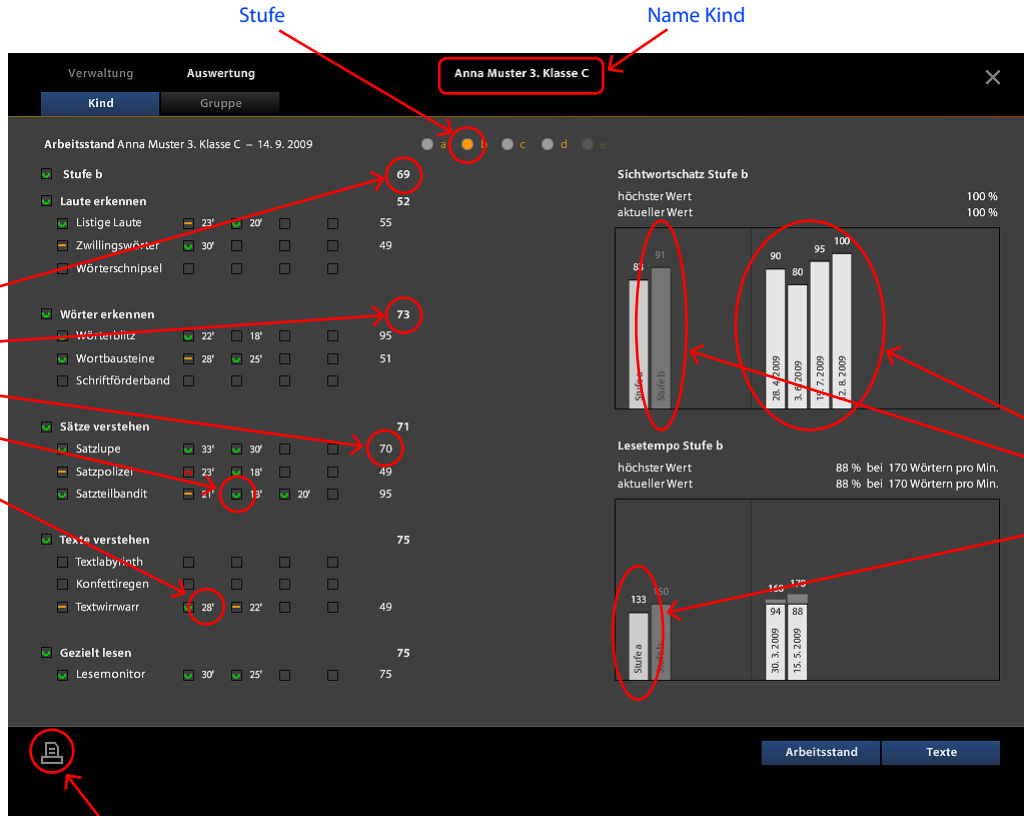 Stufe
Name Kind
Verwaltung
Auswertung
Anna Muster 3. Klasse C
Kind
Gruppe
Arbeitsstand Anna Muster 3. Klasse C – 14. 9. 2009
a b c d e
Stufe b 69
Laute erkennen 52
Listige Laute 23' 20' 55
Zwillingswörter 30' 49
Wörterschnipsel
Wörter erkennen 73
Wörterblitz 22' 18' 95
Wortbausteine 28' 25' 51
Schriftförderband
Sätze verstehen 71
Satzlupe 33' 30' 70
Satzpolizei 23' 18' 49
Satzteilbandit 21' 18' 20' 95
Texte verstehen 75
Textlabyrinth
Konfettiregen
Textwirrwarr 28' 22' 49
Gezielt lesen 75
Lesemonitor 30' 25' 75
Sichtwortschatz Stufe b
höchster Wert 100 %
aktueller Wert 100 %
83 91 90 80 95 100
Stufe a
Stufe b
28. 4. 2009
3. 6. 2009
15. 7. 2009
12. 8. 2009
Lesetempo Stufe b
höchster Wert 88 % bei 170 Wörtern pro Min.
aktueller Wert 88 % bei 170 Wörtern pro Min.
133 150 160 170
94 88
Stufe a
Stufe b
30. 3. 2009
15. 5. 2009
Arbeitsstand
Texte